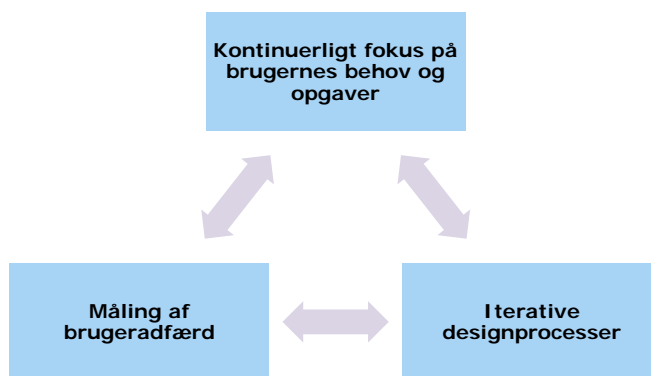 Kontinuerligt fokus på
brugernes behov og
opgaver
Måling af
brugeradfærd
Iterative
designprocesser